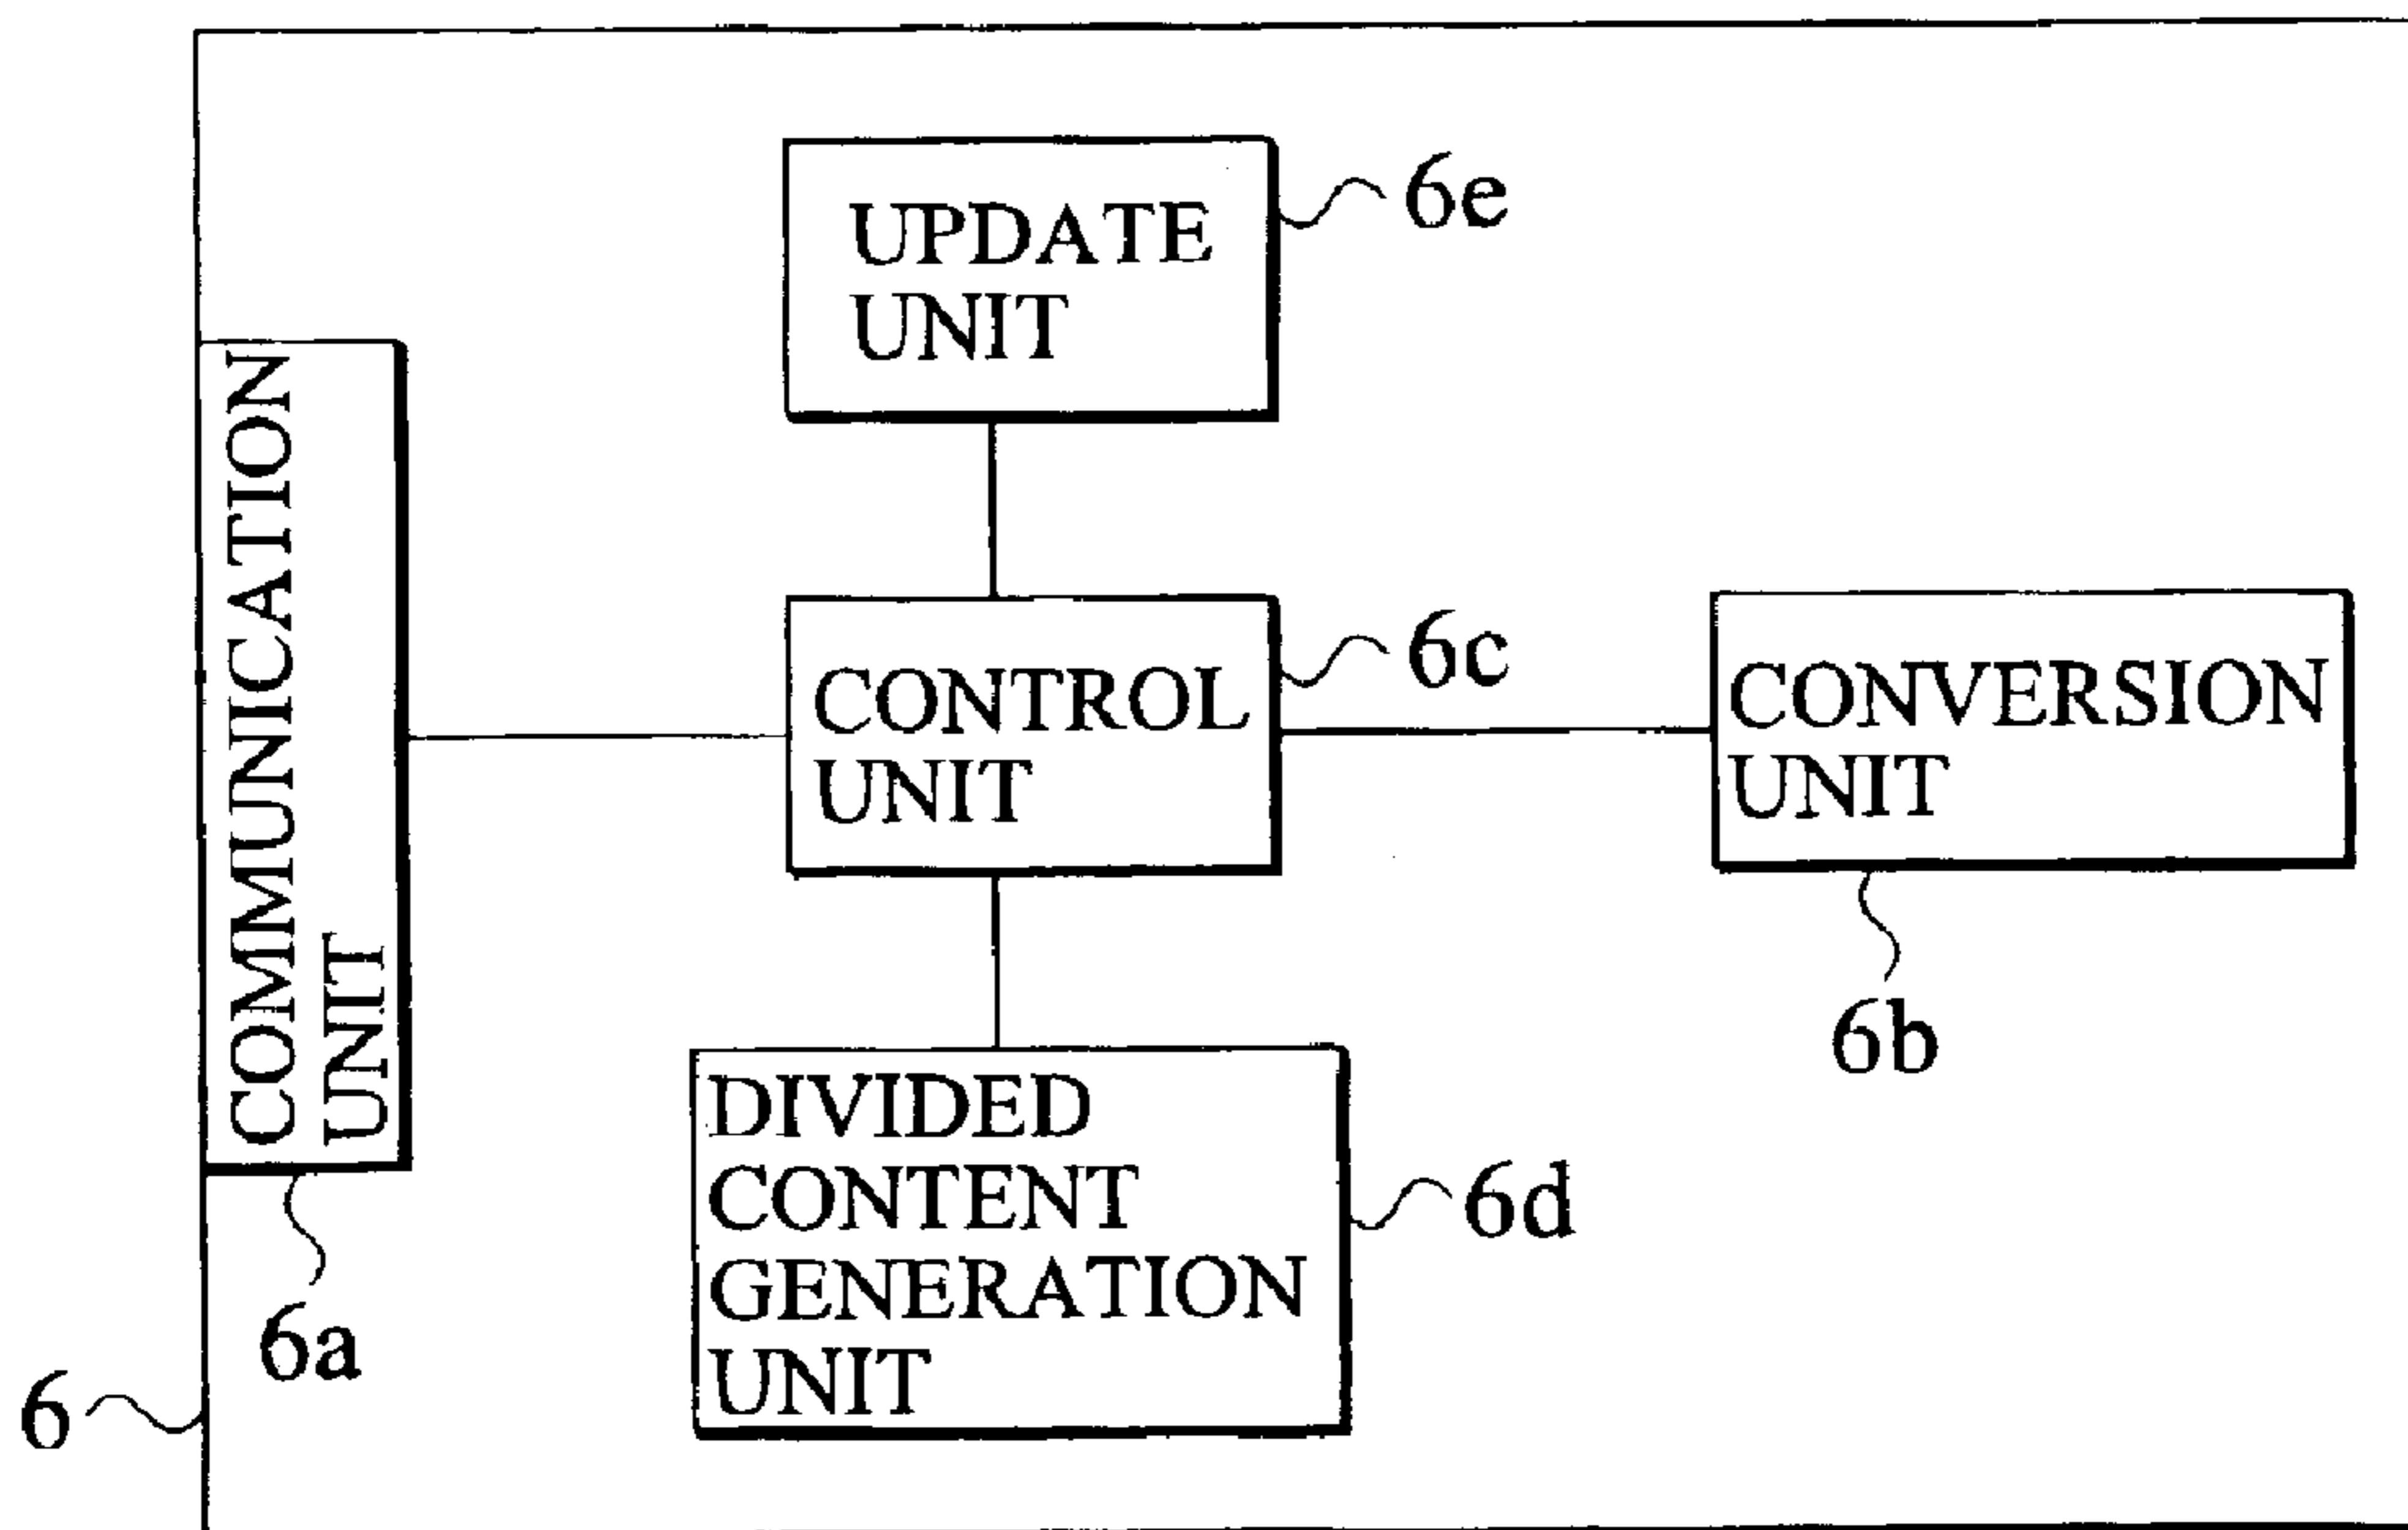 UPDATE
UNIT
6e
COMMUNICATION
UNIT
6a
CONTROL
UNIT
6c
CONVERSION
UNIT
6b
DIVIDED
CONTENT
GENERATION
UNIT
6d
6